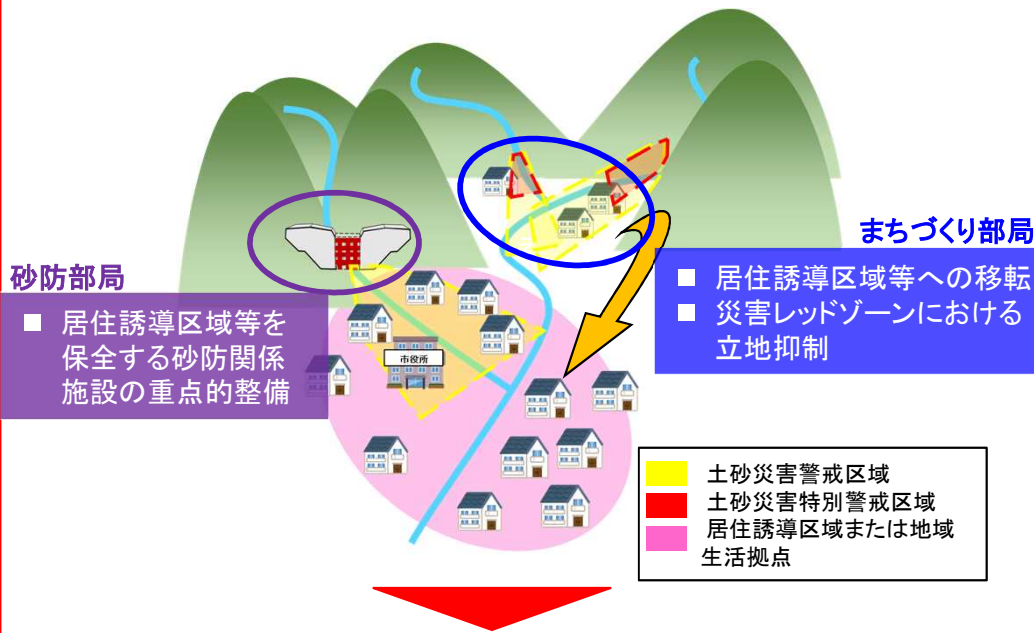 まちづくり部局
■ 居住誘導区域等への移転
■ 災害レッドゾーンにおける
立地抑制
砂防部局
■ 居住誘導区域等を
保全する砂防関係
施設の重点的整備
市役所
土砂災害警戒区域
土砂災害特別警戒区域
居住誘導区域または地域
生活拠点